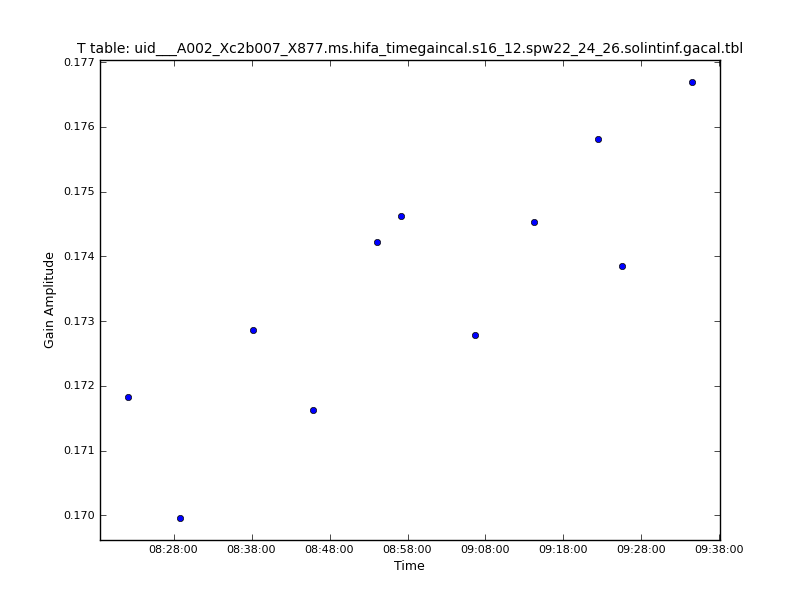 T table: uid___A002_Xc2b007_X877.ms.hifa_timegaincal.s16_12.spw22_24_26.solintinf.gacal.tbl
0.177
0.176
0.175
0.174
0.173
0.172
0.171
0.170
Gain Amplitude
08:28:00 08:38:00 08:48:00 08:58:00 09:08:00 09:18:00 09:28:00 09:38:00
Time